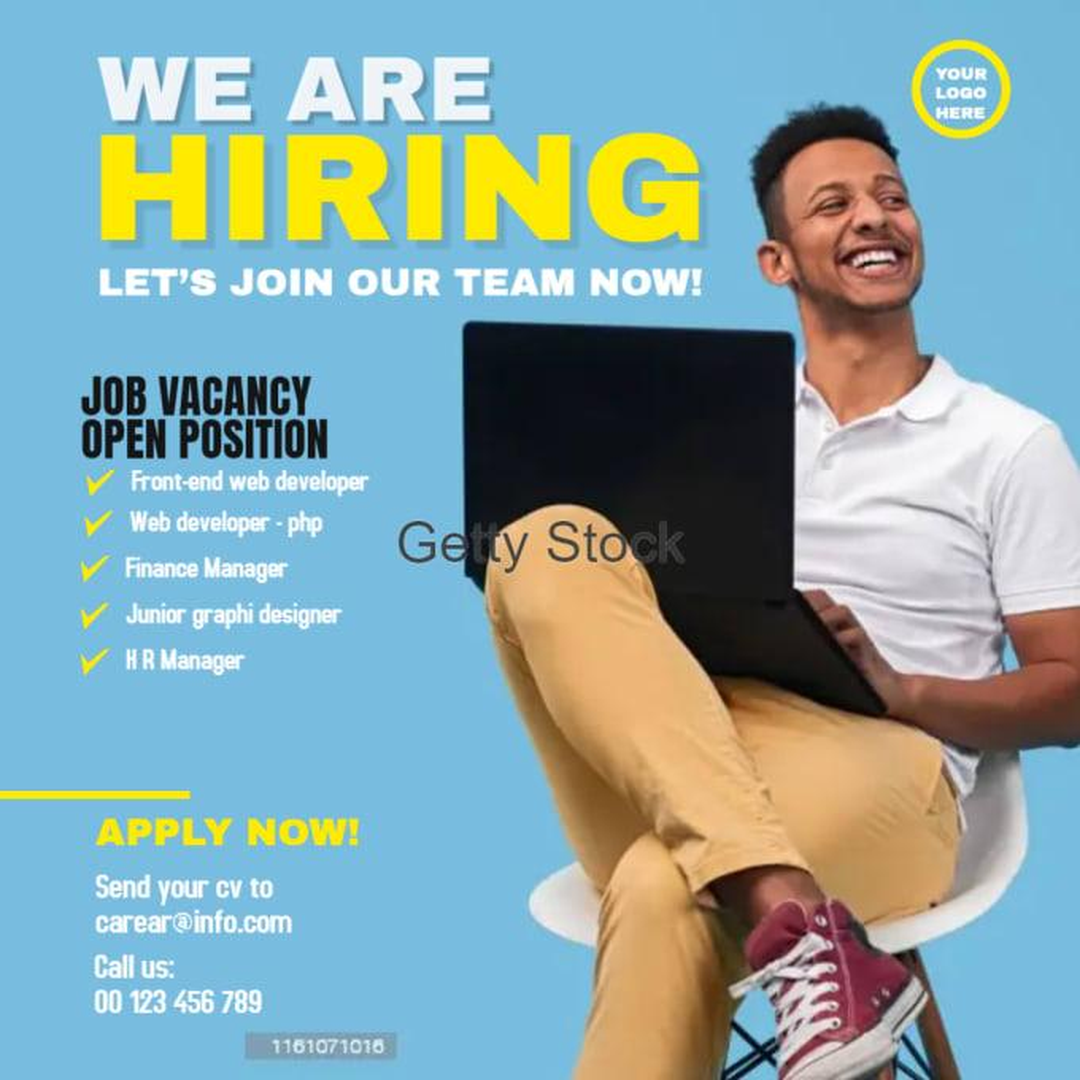 WE ARE
HIRING
LET’S JOIN OUR TEAM NOW!
YOUR
LOGO
HERE
JOB VACANCY
OPEN POSITION
Front-end web developer
Web developer - php
Finance Manager
Junior graphi designer
H R Manager
Getty Stock
APPLY NOW!
Send your cv to
carear@info.com
Call us:
00 123 456 789
1161071016